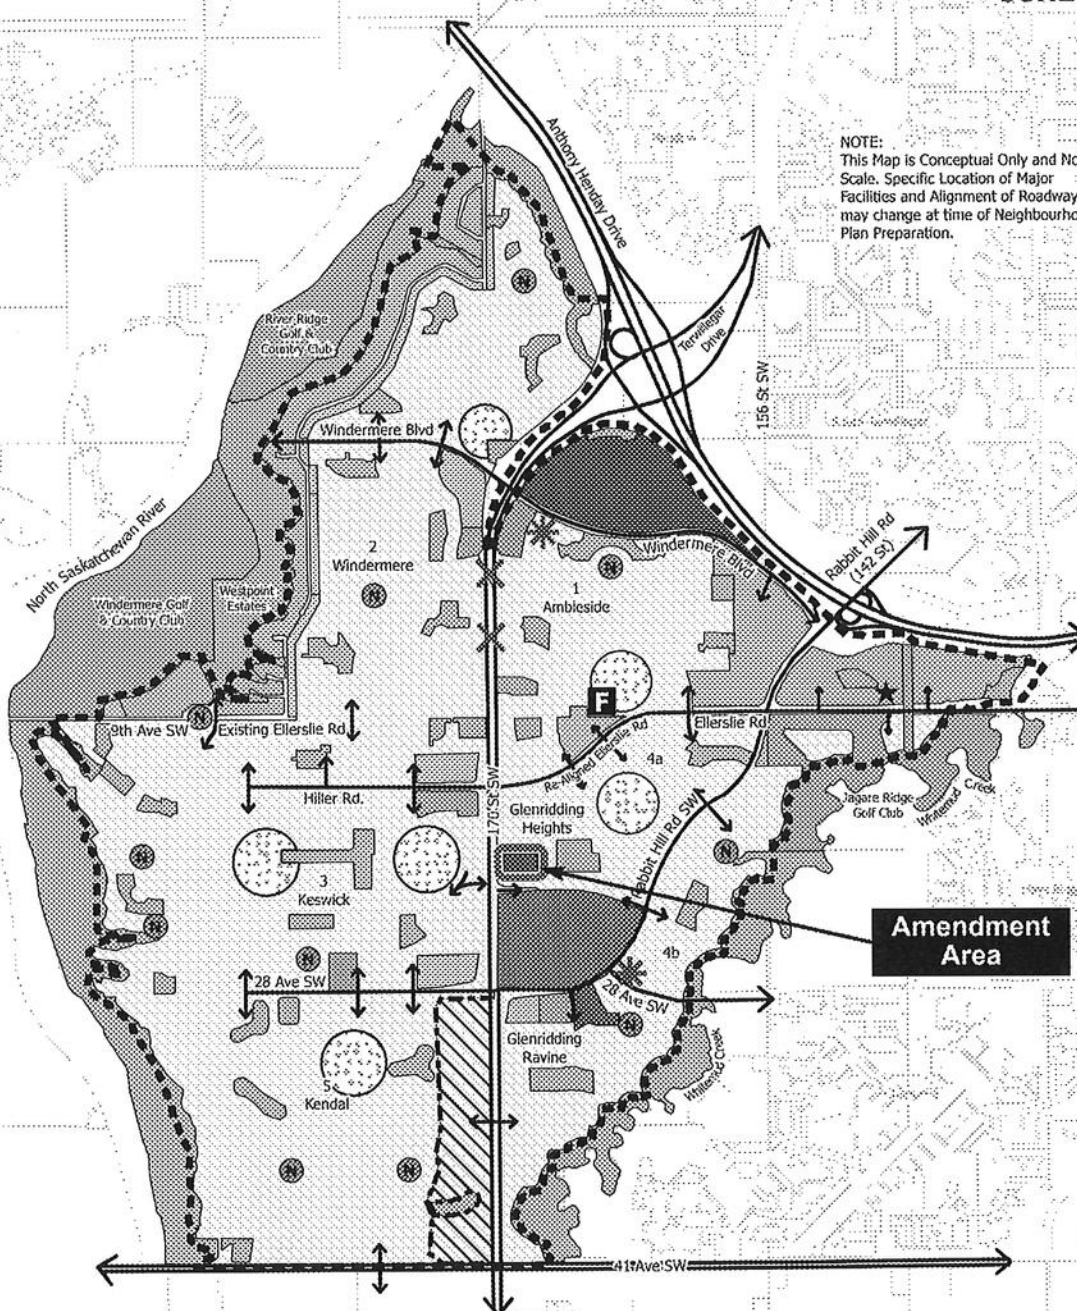 Anthony Henday Drive
NOTE:
This Map is Conceptual Only and No
Scale. Specific Location of Major
Facilities and Alignment of Roadway
may change at time of Neighbourho
Plan Preparation.
N
River Ridge
Golf &
Country Club
Terwillegar
Drive
156 St SW
Windermere Blvd
North Saskatchewan River
2
Windermere
N
Windermere Blvd
N
1
Ambleside
Rabbit Hill Rd
(142 St)
Windermere Golf
& Country Club
Westpoint
Estates
F
N
9th Ave SW
Existing Ellerslie Rd
Ellerslie Rd
Re-Aligned Ellerslie Rd
4a
Hiller Rd.
170 St SW
Glenridding
Heights
Rabbit Hill Rd SW
Jagare Ridge
Golf Club
Whitemud Creek
N
N
3
Keswick
N
N
Amendment
Area
4b
28 Ave SW
28 Ave SW
N
Glenridding
Ravine
Whitemud Creek
5
Kendal
N
N
41 Ave SW